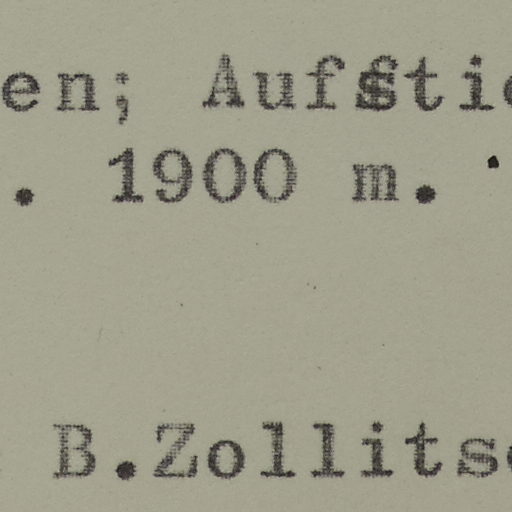 en; Aufstie
. 1900 m.
B.Zollits